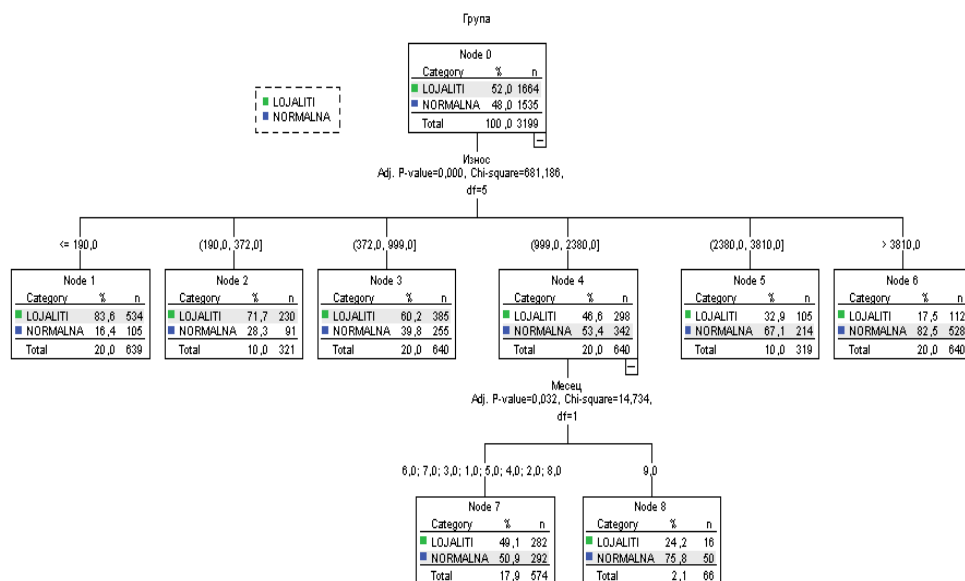 Група
Node 0
Category % n
LOJALITI 52,0 1664
NORMALNA 48,0 1535
Total 100,0 3199
LOJALITI
NORMALNA
Износ
Adj. P-value=0,000, Chi-square=681,186,
df=5
<= 190,0
(190,0, 372,0]
(372,0, 999,0]
(999,0, 2380,0]
(2380,0, 3810,0]
> 3810,0
Node 1
Category % n
LOJALITI 83,6 534
NORMALNA 16,4 105
Total 20,0 639
Node 2
Category % n
LOJALITI 71,7 230
NORMALNA 28,3 91
Total 10,0 321
Node 3
Category % n
LOJALITI 60,2 385
NORMALNA 39,8 255
Total 20,0 640
Node 4
Category % n
LOJALITI 46,6 298
NORMALNA 53,4 342
Total 20,0 640
Node 5
Category % n
LOJALITI 32,9 105
NORMALNA 67,1 214
Total 10,0 319
Node 6
Category % n
LOJALITI 17,5 112
NORMALNA 82,5 528
Total 20,0 640
Месец
Adj. P-value=0,032, Chi-square=14,734,
df=1
6,0; 7,0; 3,0; 1,0; 5,0; 4,0; 2,0; 8,0
9,0
Node 7
Category % n
LOJALITI 49,1 282
NORMALNA 50,9 292
Total 17,9 574
Node 8
Category % n
LOJALITI 24,2 16
NORMALNA 75,8 50
Total 2,1 66